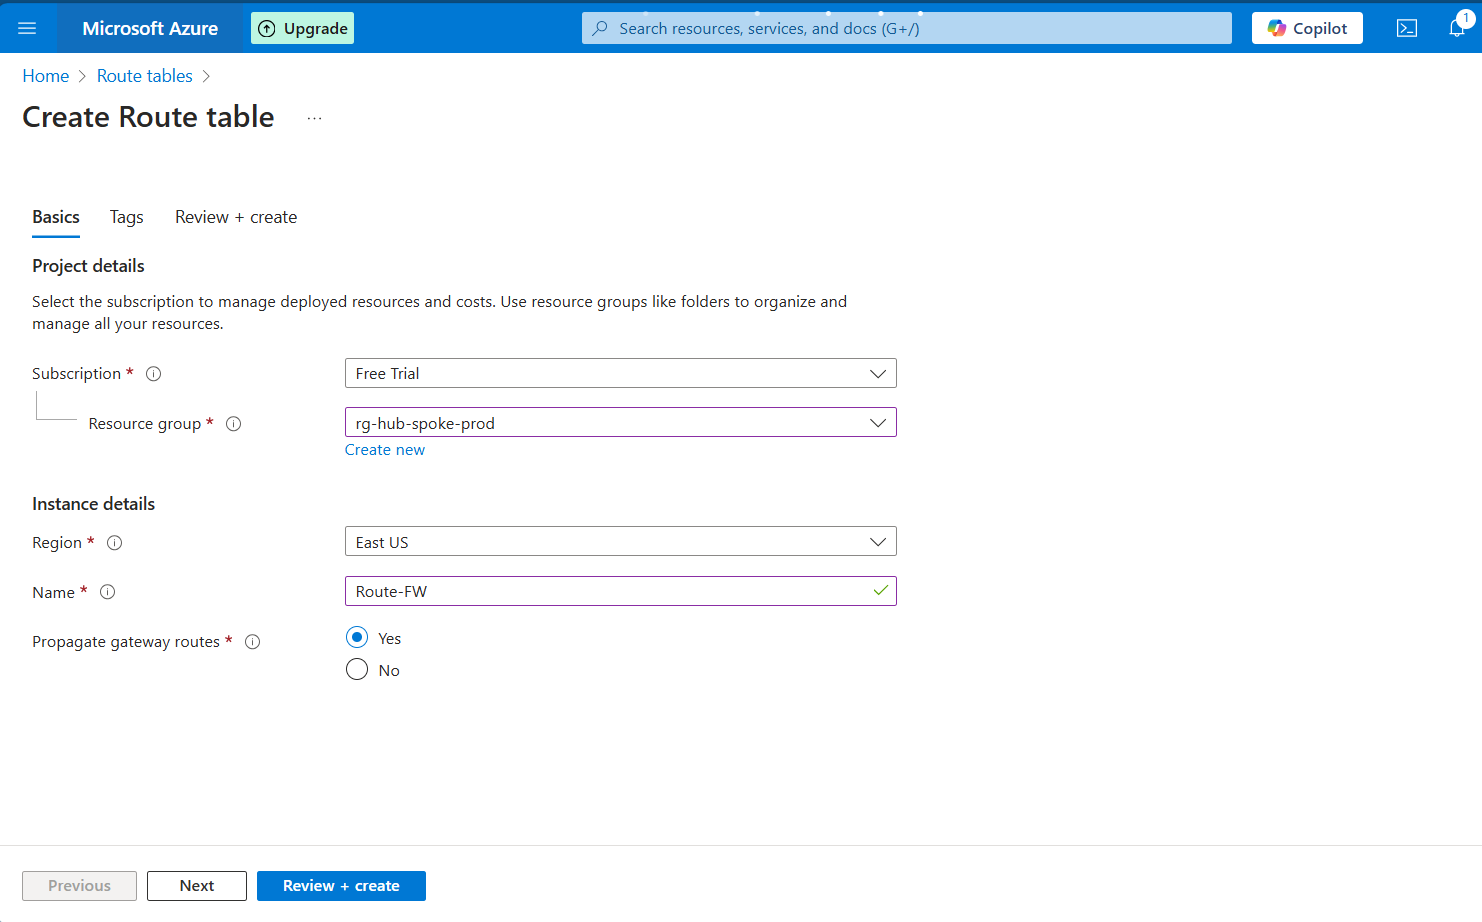 Microsoft Azure
Upgrade
Search resources, services, and docs (G+/)
Copilot
1
Home > Route tables >
Create Route table ...
Basics Tags Review + create
Project details
Select the subscription to manage deployed resources and costs. Use resource groups like folders to organize and
manage all your resources.
Subscription * Free Trial
Resource group * rg-hub-spoke-prod
Create new
Instance details
Region * East US
Name * Route-FW
Propagate gateway routes * Yes
No
Previous Next Review + create